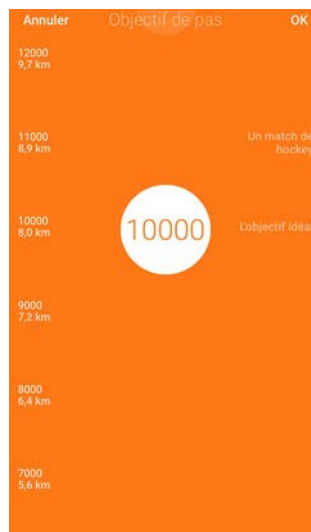 Annuler Objectif de pas OK
12000
9,7 km
11000
8,9 km
Un match de
hockey
10000
8,0 km
10000
L'objectif idéa
9000
7,2 km
8000
6,4 km
7000
5,6 km